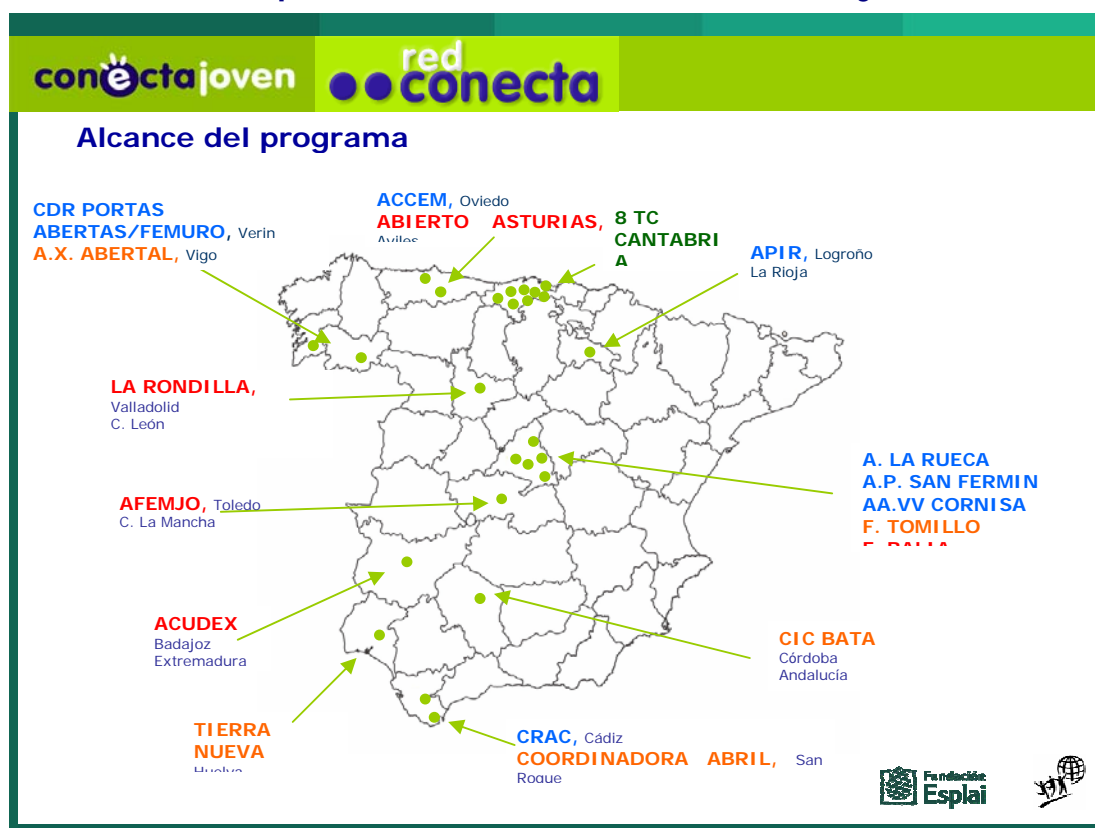 conectajoven
red
conecta
Alcance del programa
CDR PORTAS
ABERTAS/FEMURO, Verin
A.X. ABERTAL, Vigo
ACCEM, Oviedo
ABIERTO ASTURIAS,
Aviles
8 TC
CANTABRI
A
APIR, Logroño
La Rioja
LA RONDILLA,
Valladolid
C. León
A. LA RUECA
A.P. SAN FERMIN
AA.VV CORNISA
F. TOMILLO
AFEMJO, Toledo
C. La Mancha
ACUDEX
Badajoz
Extremadura
CIC BATA
Córdoba
Andalucía
TIERRA
NUEVA
Huelva
CRAC, Cádiz
COORDINADORA ABRIL, San
Roque
Fundación
Esplai